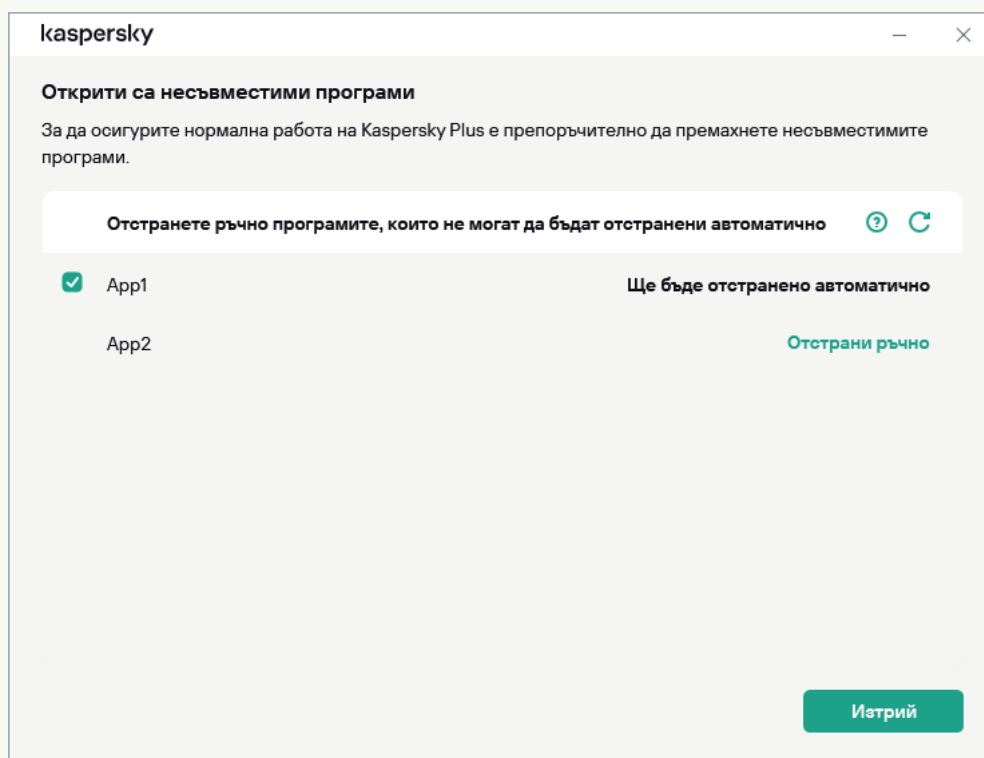 kaspersky
Открити са несъвместими програми
За да осигурите нормална работа на Kaspersky Plus е препоръчително да премахнете несъвместимите
програми.
Отстранете ръчно програмите, които не могат да бъдат отстранени автоматично
App1 Ще бъде отстранено автоматично
App2 Отстрани ръчно
Изтрий